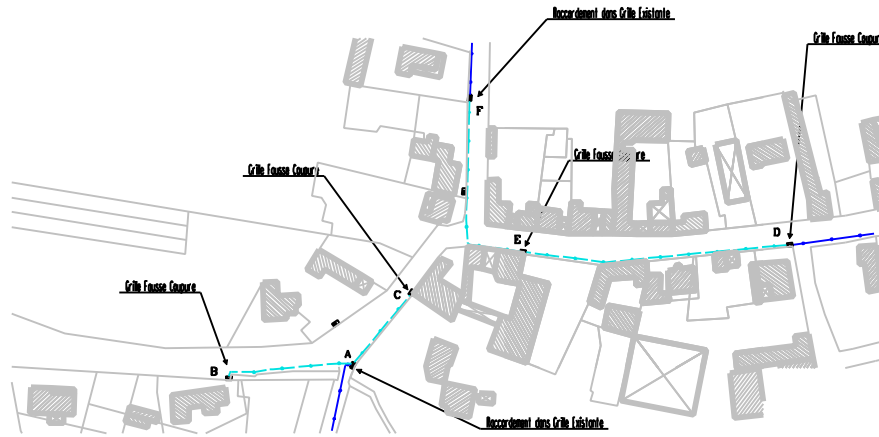 Raccordement dans Grille Existante
Grille Fausse Coupure
F
Grille Fausse
Grille Fausse Coupure
D
E
C
Grille Fausse Coupure
A
B
Raccordement dans Grille Existante